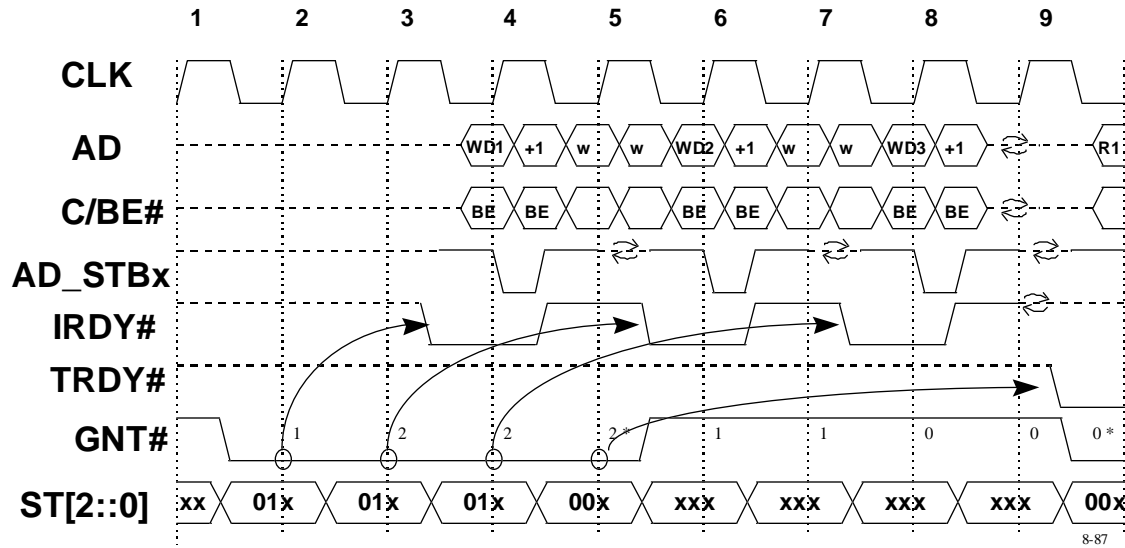 1 2 3 4 5 6 7 8 9
CLK
AD WD1 +1 w w WD2 +1 w w WD3 +1 R1
C/BE# BE BE BE BE BE BE
AD_STBx
IRDY#
TRDY#
GNT# 1 2 2 2 * 1 1 0 0 0 *
ST[2::0] xx 01x 01x 01x 00x xxx xxx xxx xxx 00x
8-87